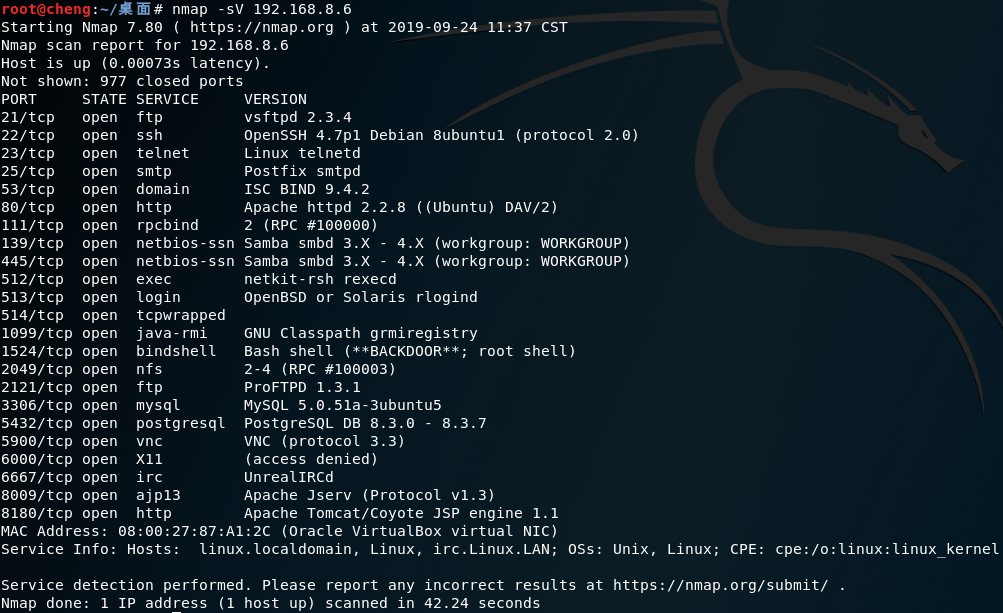 root@cheng:~/桌面# nmap -sV 192.168.8.6
Starting Nmap 7.80 ( https://nmap.org ) at 2019-09-24 11:37 CST
Nmap scan report for 192.168.8.6
Host is up (0.00073s latency).
Not shown: 977 closed ports
PORT     STATE SERVICE     VERSION
21/tcp   open  ftp         vsftpd 2.3.4
22/tcp   open  ssh         OpenSSH 4.7p1 Debian 8ubuntu1 (protocol 2.0)
23/tcp   open  telnet      Linux telnetd
25/tcp   open  smtp        Postfix smtpd
53/tcp   open  domain      ISC BIND 9.4.2
80/tcp   open  http        Apache httpd 2.2.8 ((Ubuntu) DAV/2)
111/tcp  open  rpcbind     2 (RPC #100000)
139/tcp  open  netbios-ssn Samba smbd 3.X - 4.X (workgroup: WORKGROUP)
445/tcp  open  netbios-ssn Samba smbd 3.X - 4.X (workgroup: WORKGROUP)
512/tcp  open  exec        netkit-rsh rexecd
513/tcp  open  login       OpenBSD or Solaris rlogind
514/tcp  open  tcpwrapped
1099/tcp open  java-rmi    GNU Classpath grmiregistry
1524/tcp open  bindshell   Bash shell (**BACKDOOR**; root shell)
2049/tcp open  nfs         2-4 (RPC #100003)
2121/tcp open  ftp         ProFTPD 1.3.1
3306/tcp open  mysql       MySQL 5.0.51a-3ubuntu5
5432/tcp open  postgresql  PostgreSQL DB 8.3.0 - 8.3.7
5900/tcp open  vnc         VNC (protocol 3.3)
6000/tcp open  X11         (access denied)
6667/tcp open  irc         UnrealIRCd
8009/tcp open  ajp13       Apache Jserv (Protocol v1.3)
8180/tcp open  http        Apache Tomcat/Coyote JSP engine 1.1
MAC Address: 08:00:27:87:A1:2C (Oracle VirtualBox virtual NIC)
Service Info: Hosts:  linux.localdomain, Linux, irc.Linux.LAN; OSs: Unix, Linux; CPE: cpe:/o:linux:linux_kernel
Service detection performed. Please report any incorrect results at https://nmap.org/submit/ .
Nmap done: 1 IP address (1 host up) scanned in 42.24 seconds